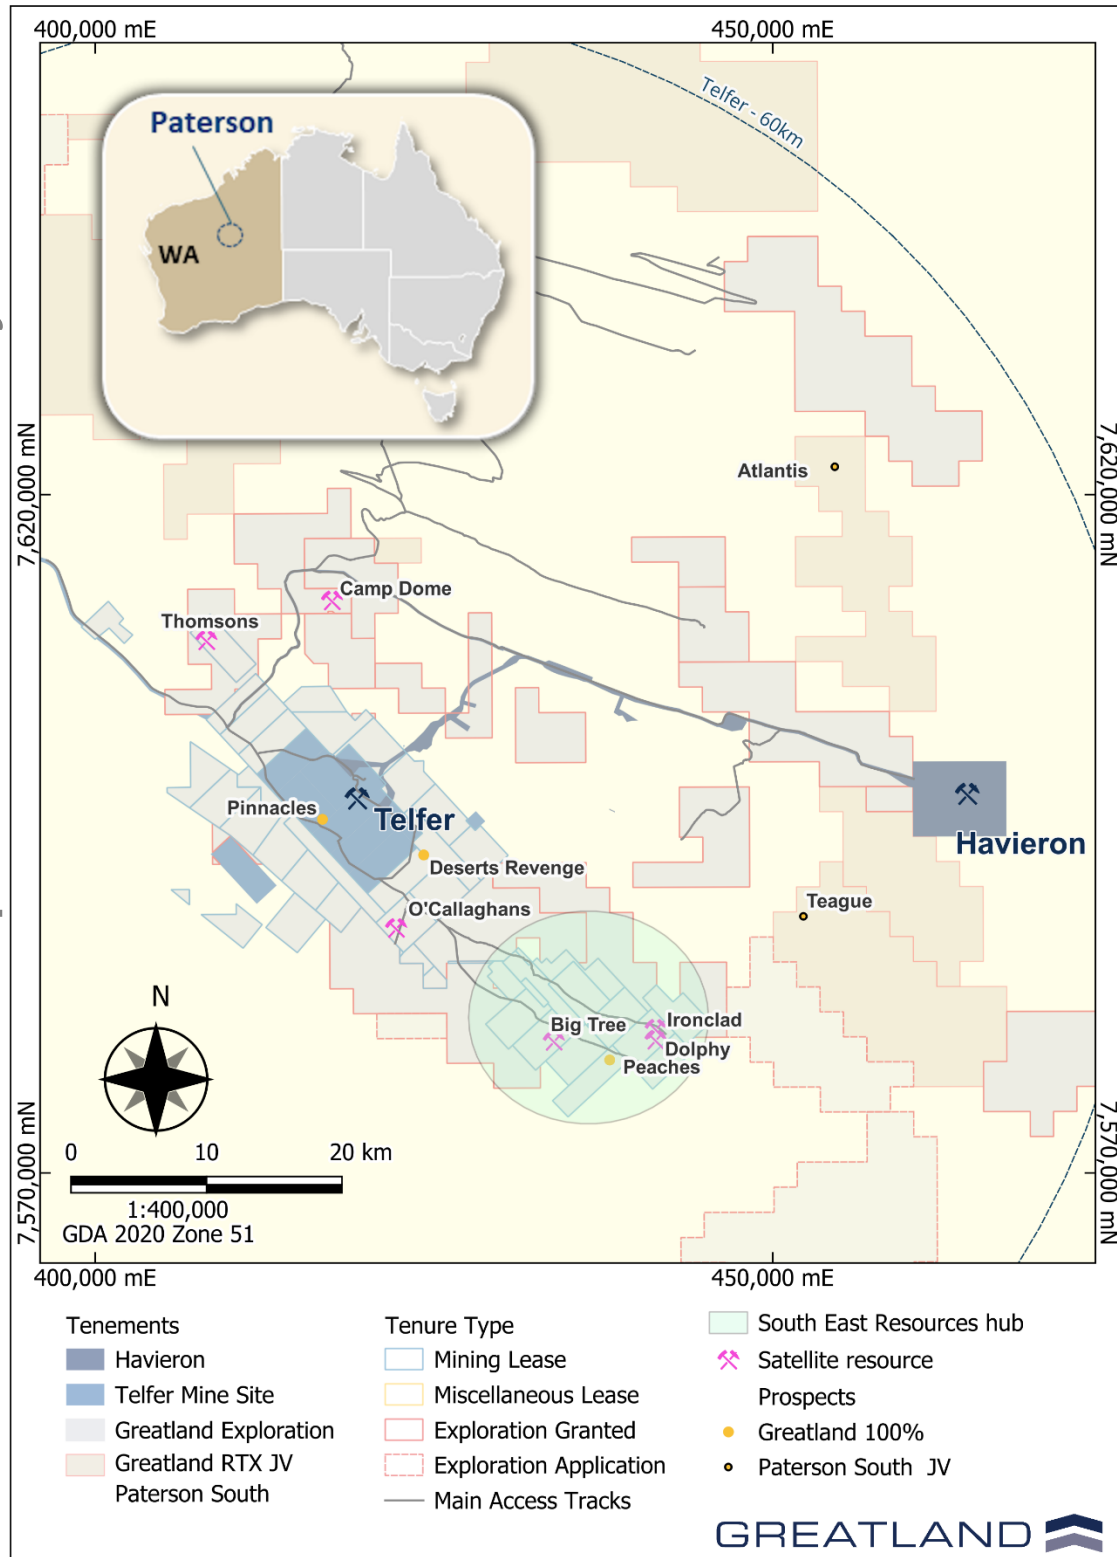 400,000 mE
450,000 mE
Telfer - 60km
Paterson
WA
7,620,000 mN
7,620,000 mN
Atlantis
Camp Dome
Thomsons
Pinnacles
Telfer
Havieron
Deserts Revenge
Teague
O'Callaghans
Ironclad
Big Tree
Dolphy
Peaches
N
0 10 20 km
1:400,000
GDA 2020 Zone 51
7,570,000 mN
7,570,000 mN
400,000 mE
450,000 mE
Tenements
Havieron
Telfer Mine Site
Greatland Exploration
Greatland RTX JV
Paterson South
Tenure Type
Mining Lease
Miscellaneous Lease
Exploration Granted
Exploration Application
Main Access Tracks
South East Resources hub
Satellite resource
Prospects
Greatland 100%
Paterson South JV
GREATLAND